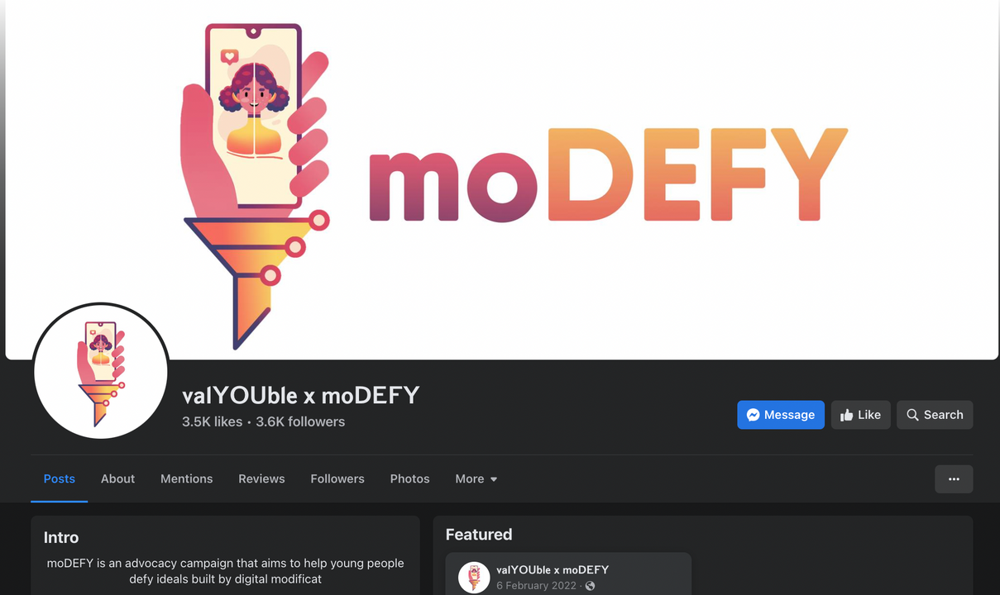 moDEFY
valYOUble x moDEFY
3.5K likes • 3.6K followers
Message
Like
Search
Posts
About
Mentions
Reviews
Followers
Photos
More
Intro
moDEFY is an advocacy campaign that aims to help young people
defy ideals built by digital modificat
Featured
valYOUble x moDEFY
6 February 2022 ·